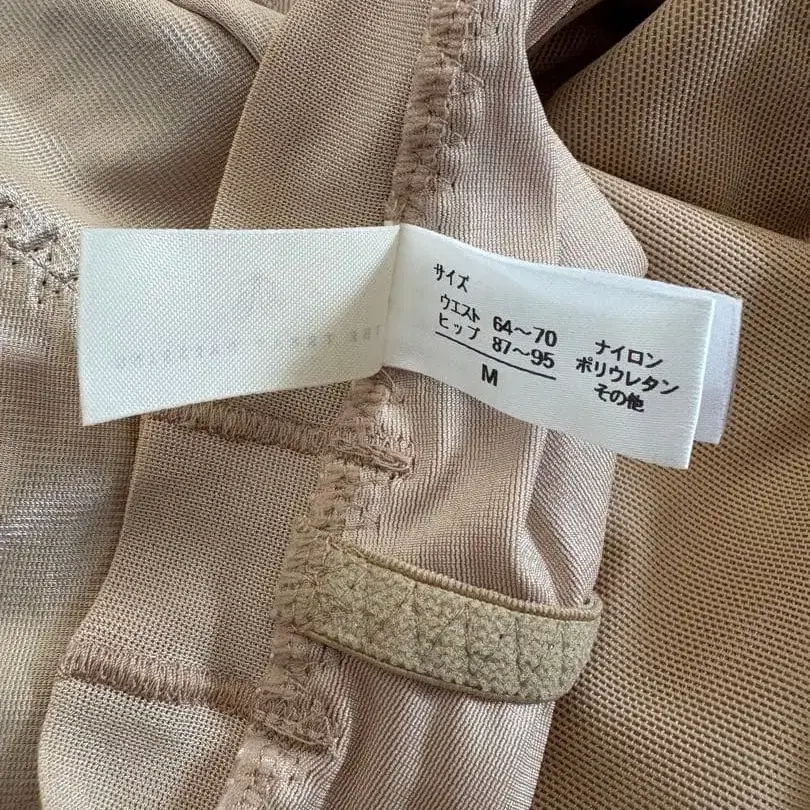 サイズ
ウエスト 64～70
ヒップ 87～95
M
ナイロン
ポリウレタン
その他